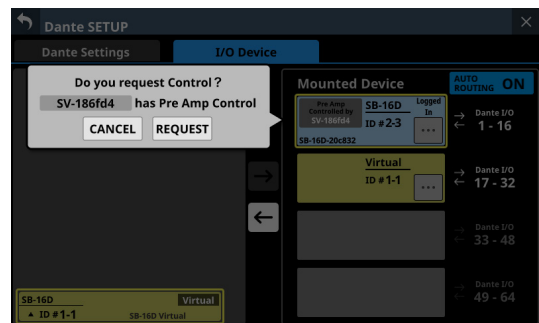 Dante SETUP
Dante Settings
I/O Device
Do you request Control ?
SV-186fd4 has Pre Amp Control
CANCEL REQUEST
Mounted Device
AUTO ROUTING ON
Pre Amp
Controlled by
SV-186fd4
SB-16D
ID # 2-3
Logged
In
...
SB-16D-20c832
Dante I/O
1 - 16
Virtual
ID # 1-1
...
Dante I/O
17 - 32
Dante I/O
33 - 48
Dante I/O
49 - 64
SB-16D
Virtual
ID # 1-1
SB-16D Virtual